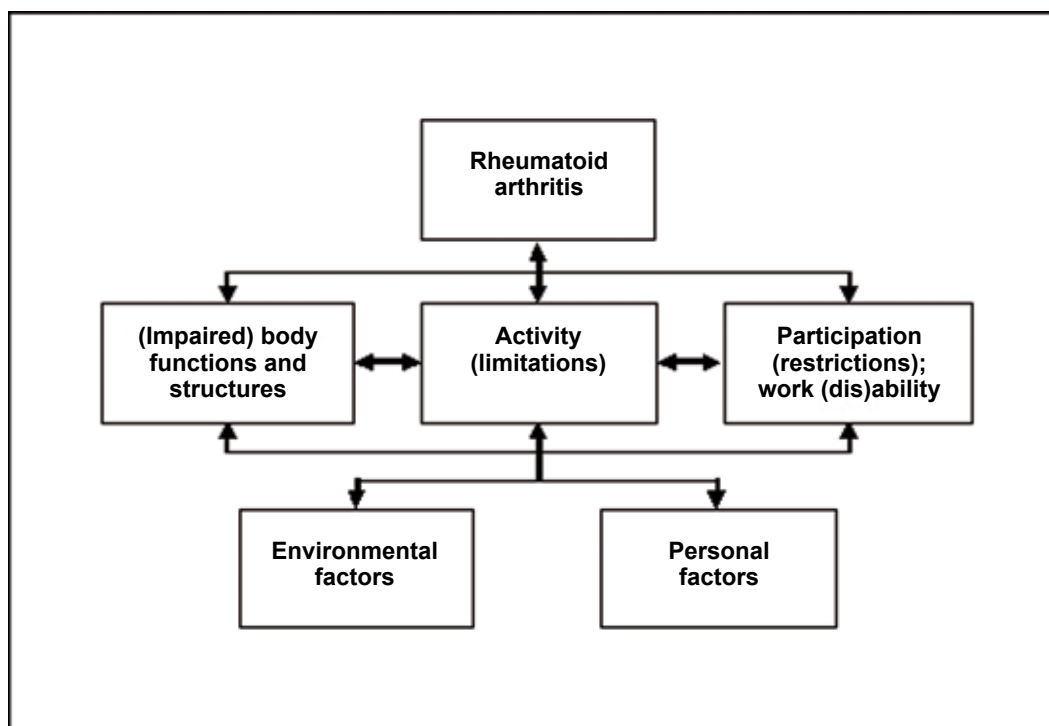 Rheumatoid
arthritis
(Impaired) body
functions and
structures
Activity
(limitations)
Participation
(restrictions);
work (dis)ability
Environmental
factors
Personal
factors